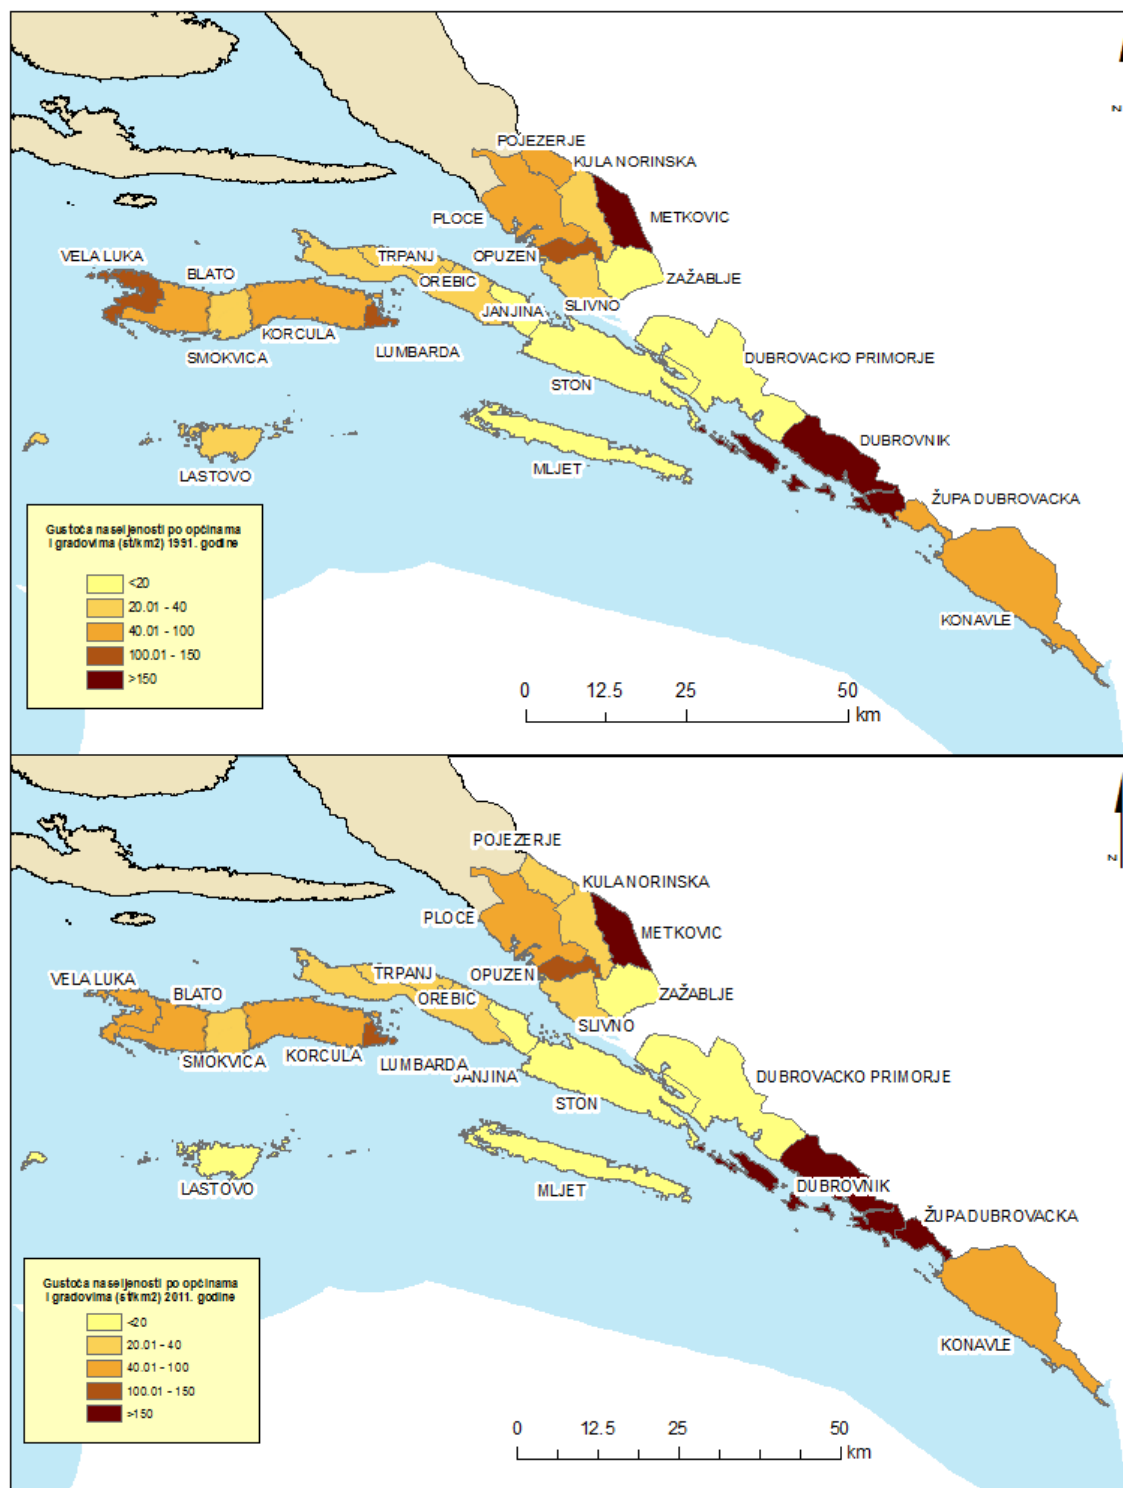 POJEZERJE
KULA NORINSKA
PLOCE
METKOVIC
VELA LUKA
TRPANJ
OPUZEN
BLATO
OREBIC
ZAŽABLJE
JANJINA
SLIVNO
KORCULA
SMOKVICA
LUMBARDA
DUBROVACKO PRIMORJE
STON
DUBROVNIK
LASTOVO
MLJET
ŽUPA DUBROVACKA
KONAVLE
N
Gustoća naseljenosti po općinama
i gradovima (st/km2) 1991. godine
<20
20.01 - 40
40.01 - 100
100.01 - 150
>150
0 12.5 25 50
km
POJEZERJE
KULA NORINSKA
PLOCE
METKOVIC
VELA LUKA
TRPANJ
OPUZEN
BLATO
OREBIC
ZAŽABLJE
SLIVNO
KORCULA
SMOKVICA
LUMBARDA
JANJINA
DUBROVACKO PRIMORJE
STON
DUBROVNIK
LASTOVO
MLJET
ŽUPA DUBROVACKA
KONAVLE
N
Gustoća naseljenosti po općinama
i gradovima (st/km2) 2011. godine
<20
20.01 - 40
40.01 - 100
100.01 - 150
>150
0 12.5 25 50
km